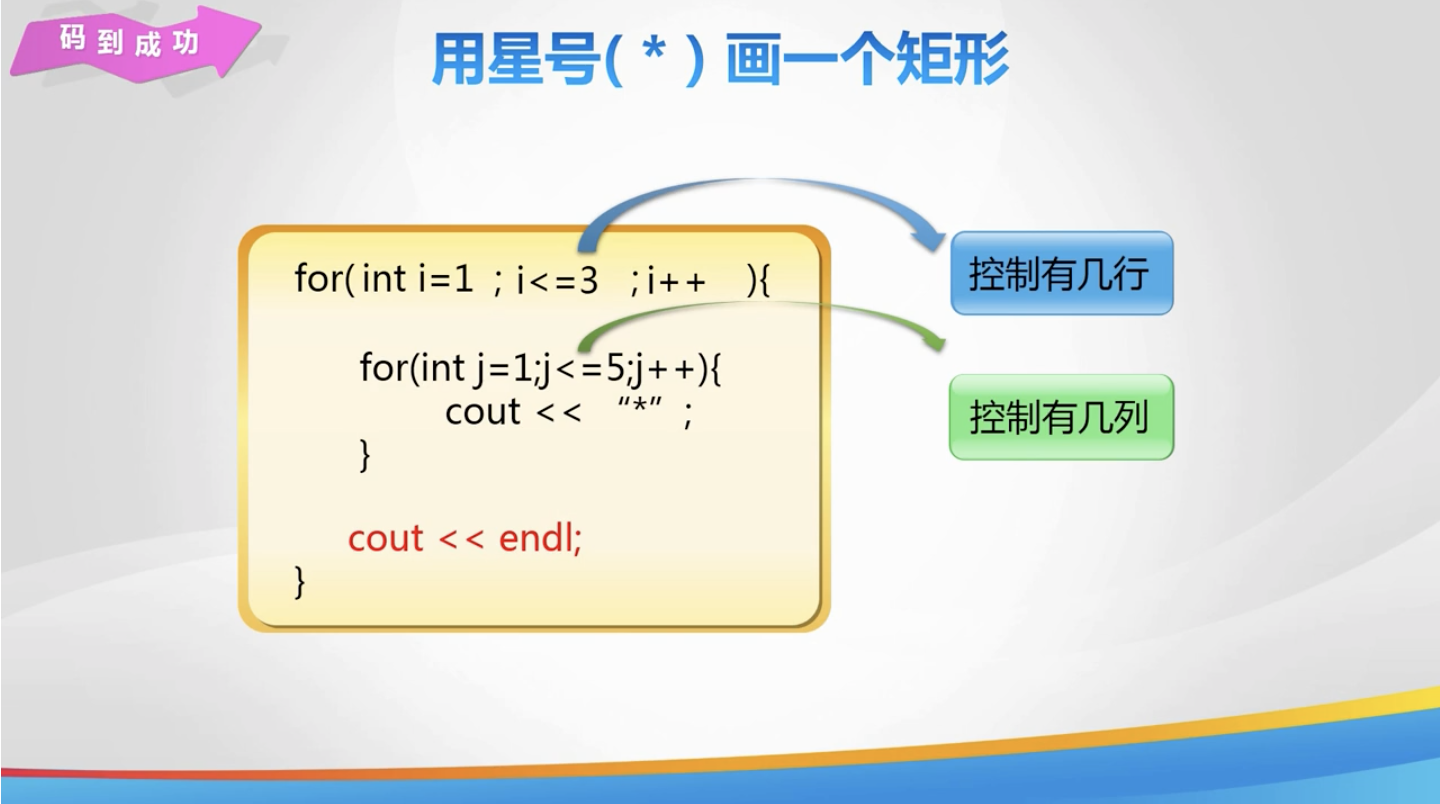 码到成功
用星号( * ) 画一个矩形
for( int i=1 ; i<=3 ; i++ ){
控制有几行
for(int j=1;j<=5;j++){
cout << “*” ;
控制有几列
}
cout << endl;
}